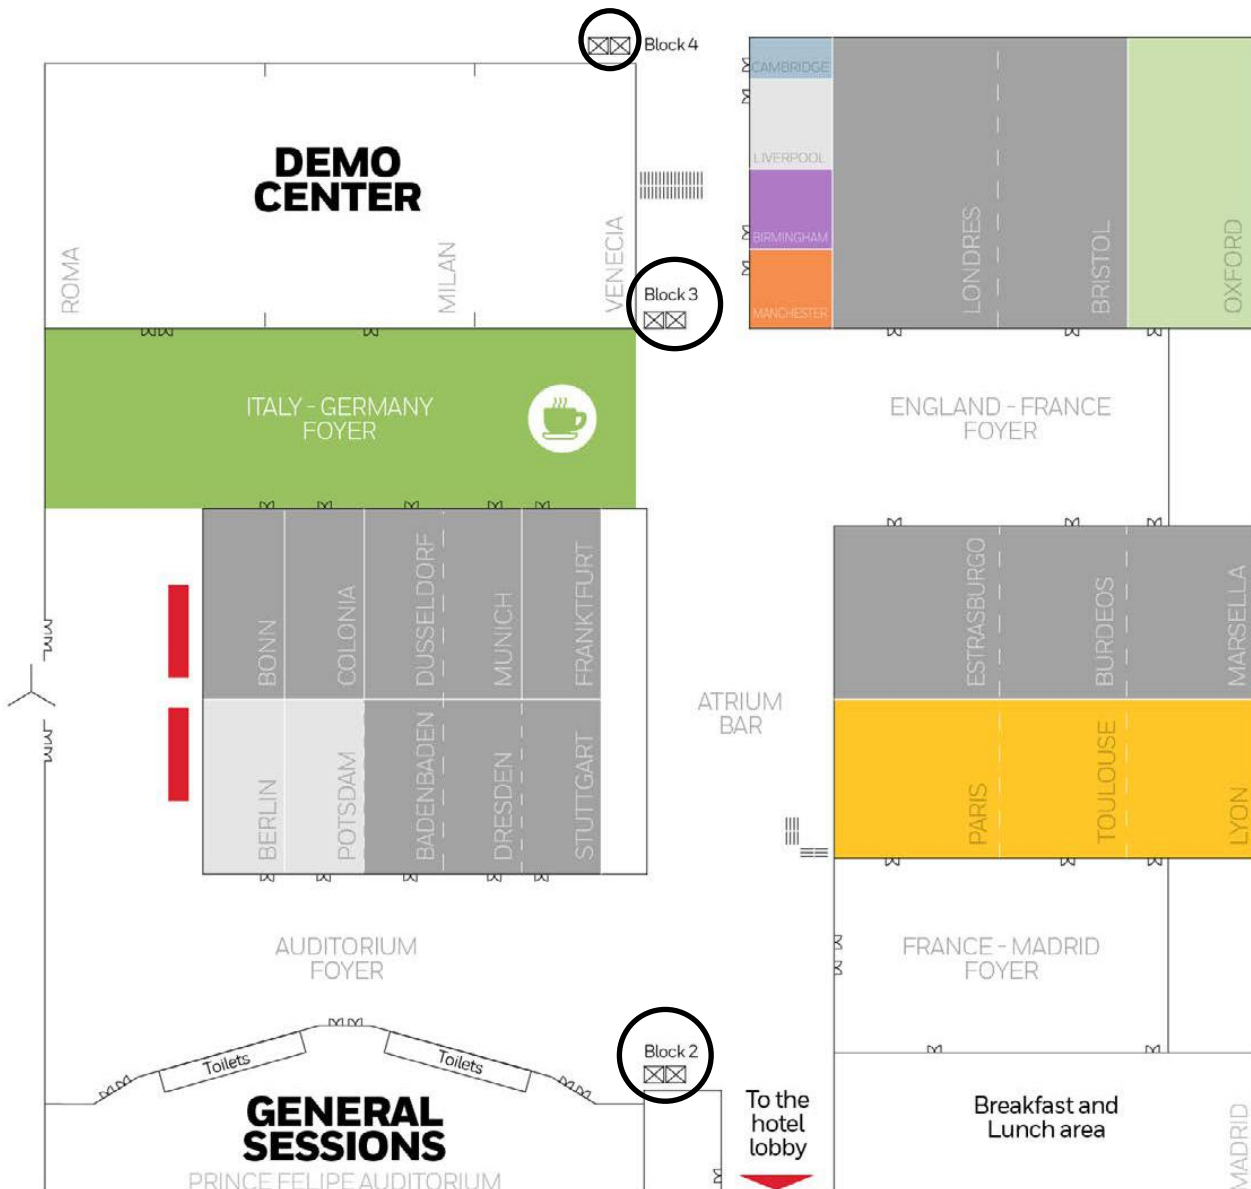 Block 4
DEMO
CENTER
ROMA
MILAN
VENECIA
Block 3
CAMBRIDGE
LIVERPOOL
BIRMINGHAM
MANCHESTER
LONDRES
BRISTOL
OXFORD
ITALY - GERMANY
FOYER
ENGLAND - FRANCE
FOYER
BONN
COLONIA
DUSSELDORF
MUNICH
FRANKTFURT
BERLIN
POTSDAM
BADENBADEN
DRESDEN
STUTTGART
ATRIUM
BAR
ESTRASBURGO
BURDEOS
MARSELLA
PARIS
TOULOUSE
LYON
AUDITORIUM
FOYER
FRANCE - MADRID
FOYER
Toilets
Toilets
Block 2
GENERAL
SESSIONS
PRINCE FELIPE AUDITORIUM
To the
hotel
lobby
Breakfast and
Lunch area
MADRID